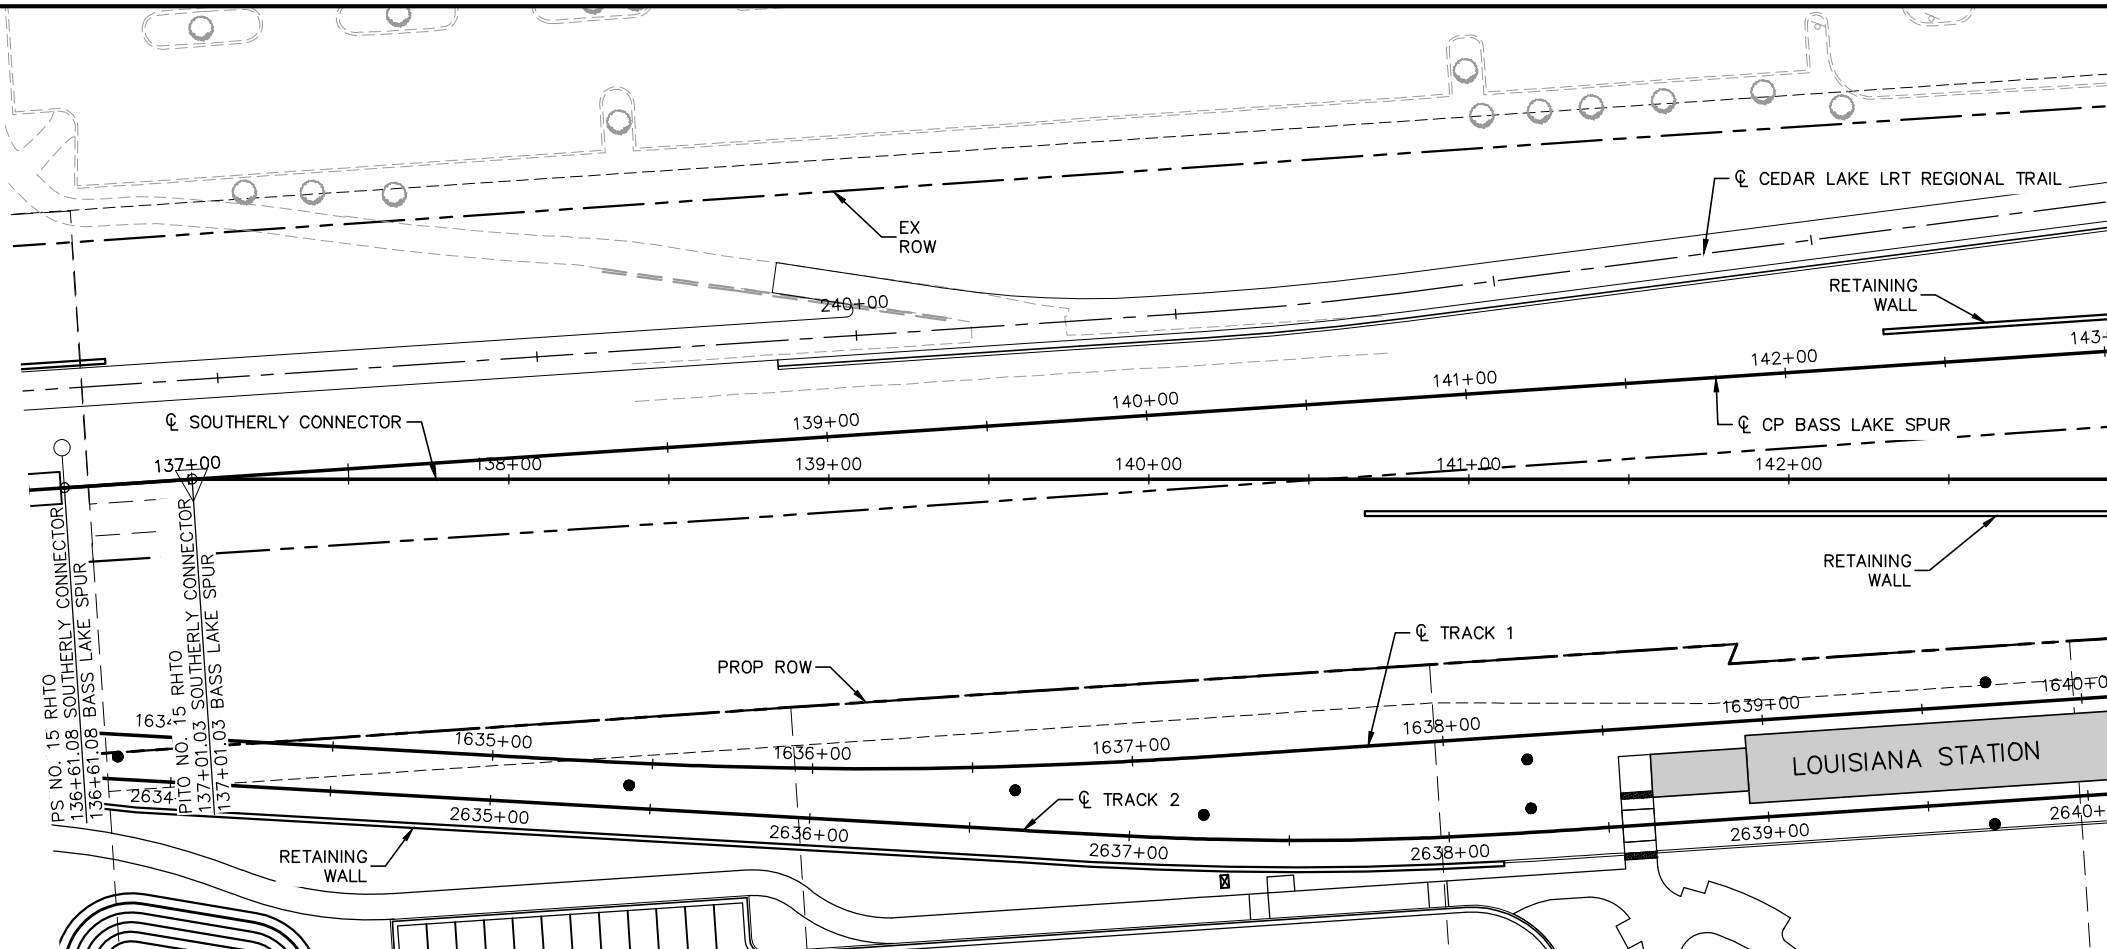 ℄ CEDAR LAKE LRT REGIONAL TRAIL
EX
ROW
RETAINING
WALL
240+00
143+
142+00
141+00
140+00
139+00
℄ SOUTHERLY CONNECTOR
℄ CP BASS LAKE SPUR
137+00
138+00
139+00
140+00
141+00
142+00
RETAINING
WALL
PS NO. 15 RHTO
136+61.08 SOUTHERLY CONNECTOR
136+61.08 BASS LAKE SPUR
PITO NO. 15 RHTO
137+01.03 SOUTHERLY CONNECTOR
137+01.03 BASS LAKE SPUR
PROP ROW
℄ TRACK 1
1634
1635+00
1636+00
1637+00
1638+00
1639+00
1640+0
LOUISIANA STATION
℄ TRACK 2
2634
2635+00
2636+00
2637+00
2638+00
2639+00
2640+
RETAINING
WALL